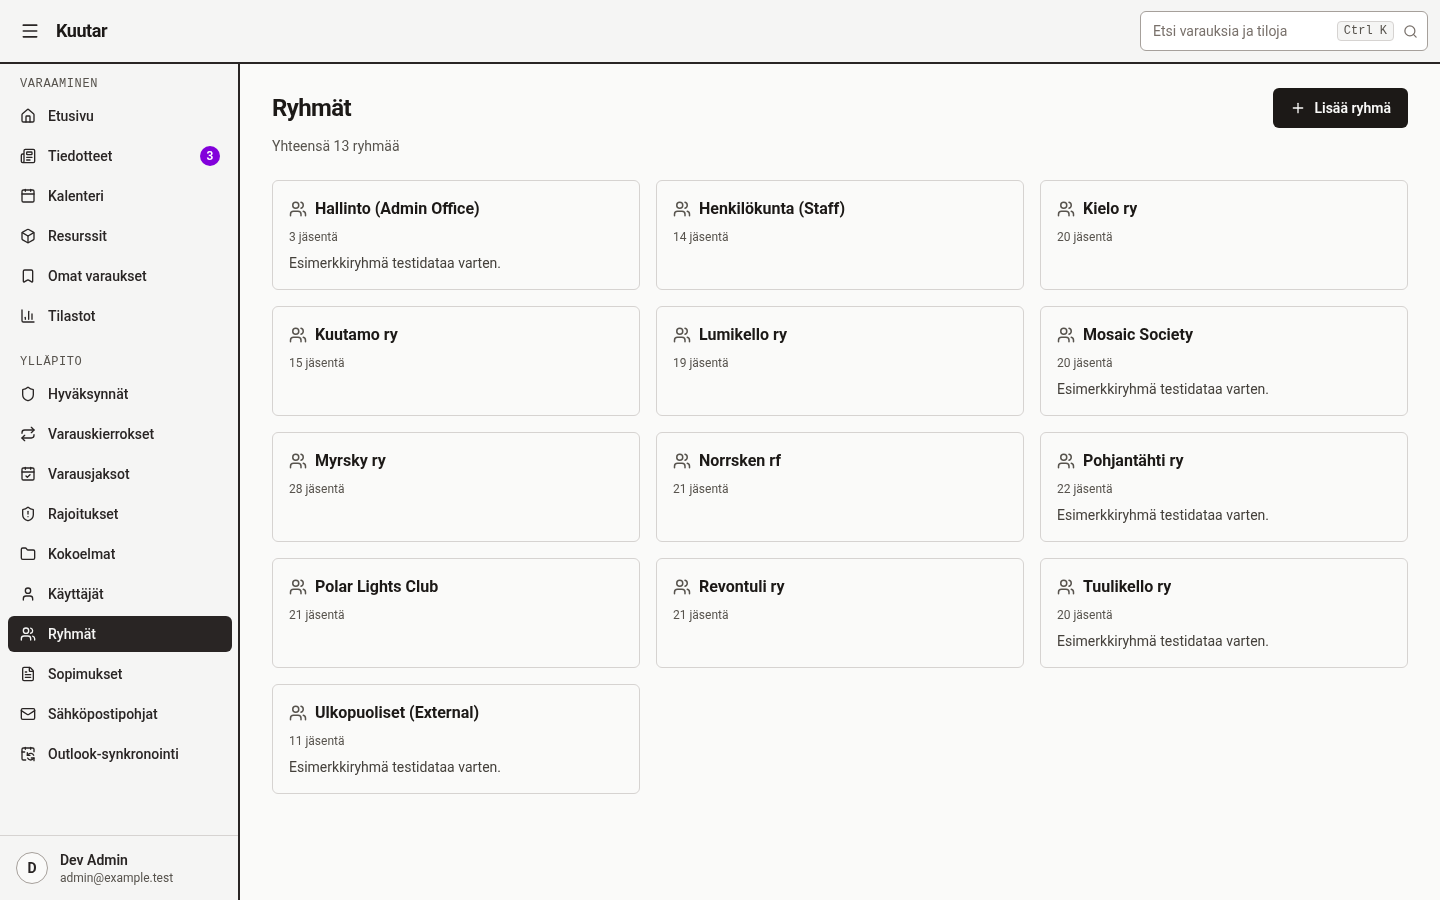 Kuutar
Etsi varauksia ja tiloja
Ctrl K
VARAAMINEN
Etusivu
Tiedotteet
3
Kalenteri
Resurssit
Omat varaukset
Tilastot
YLLÄPITO
Hyväksynnät
Varauskierrokset
Varausjaksot
Rajoitukset
Kokoelmat
Käyttäjät
Ryhmät
Sopimukset
Sähköpostipohjat
Outlook-synkronointi
D
Dev Admin
admin@example.test
Ryhmät
Lisää ryhmä
Yhteensä 13 ryhmää
Hallinto (Admin Office)
3 jäsentä
Esimerkkiryhmä testidataa varten.
Henkilökunta (Staff)
14 jäsentä
Kielo ry
20 jäsentä
Kuutamo ry
15 jäsentä
Lumikello ry
19 jäsentä
Mosaic Society
20 jäsentä
Esimerkkiryhmä testidataa varten.
Myrsky ry
28 jäsentä
Norrsken rf
21 jäsentä
Pohjantähti ry
22 jäsentä
Esimerkkiryhmä testidataa varten.
Polar Lights Club
21 jäsentä
Revontuli ry
21 jäsentä
Tuulikello ry
20 jäsentä
Esimerkkiryhmä testidataa varten.
Ulkopuoliset (External)
11 jäsentä
Esimerkkiryhmä testidataa varten.